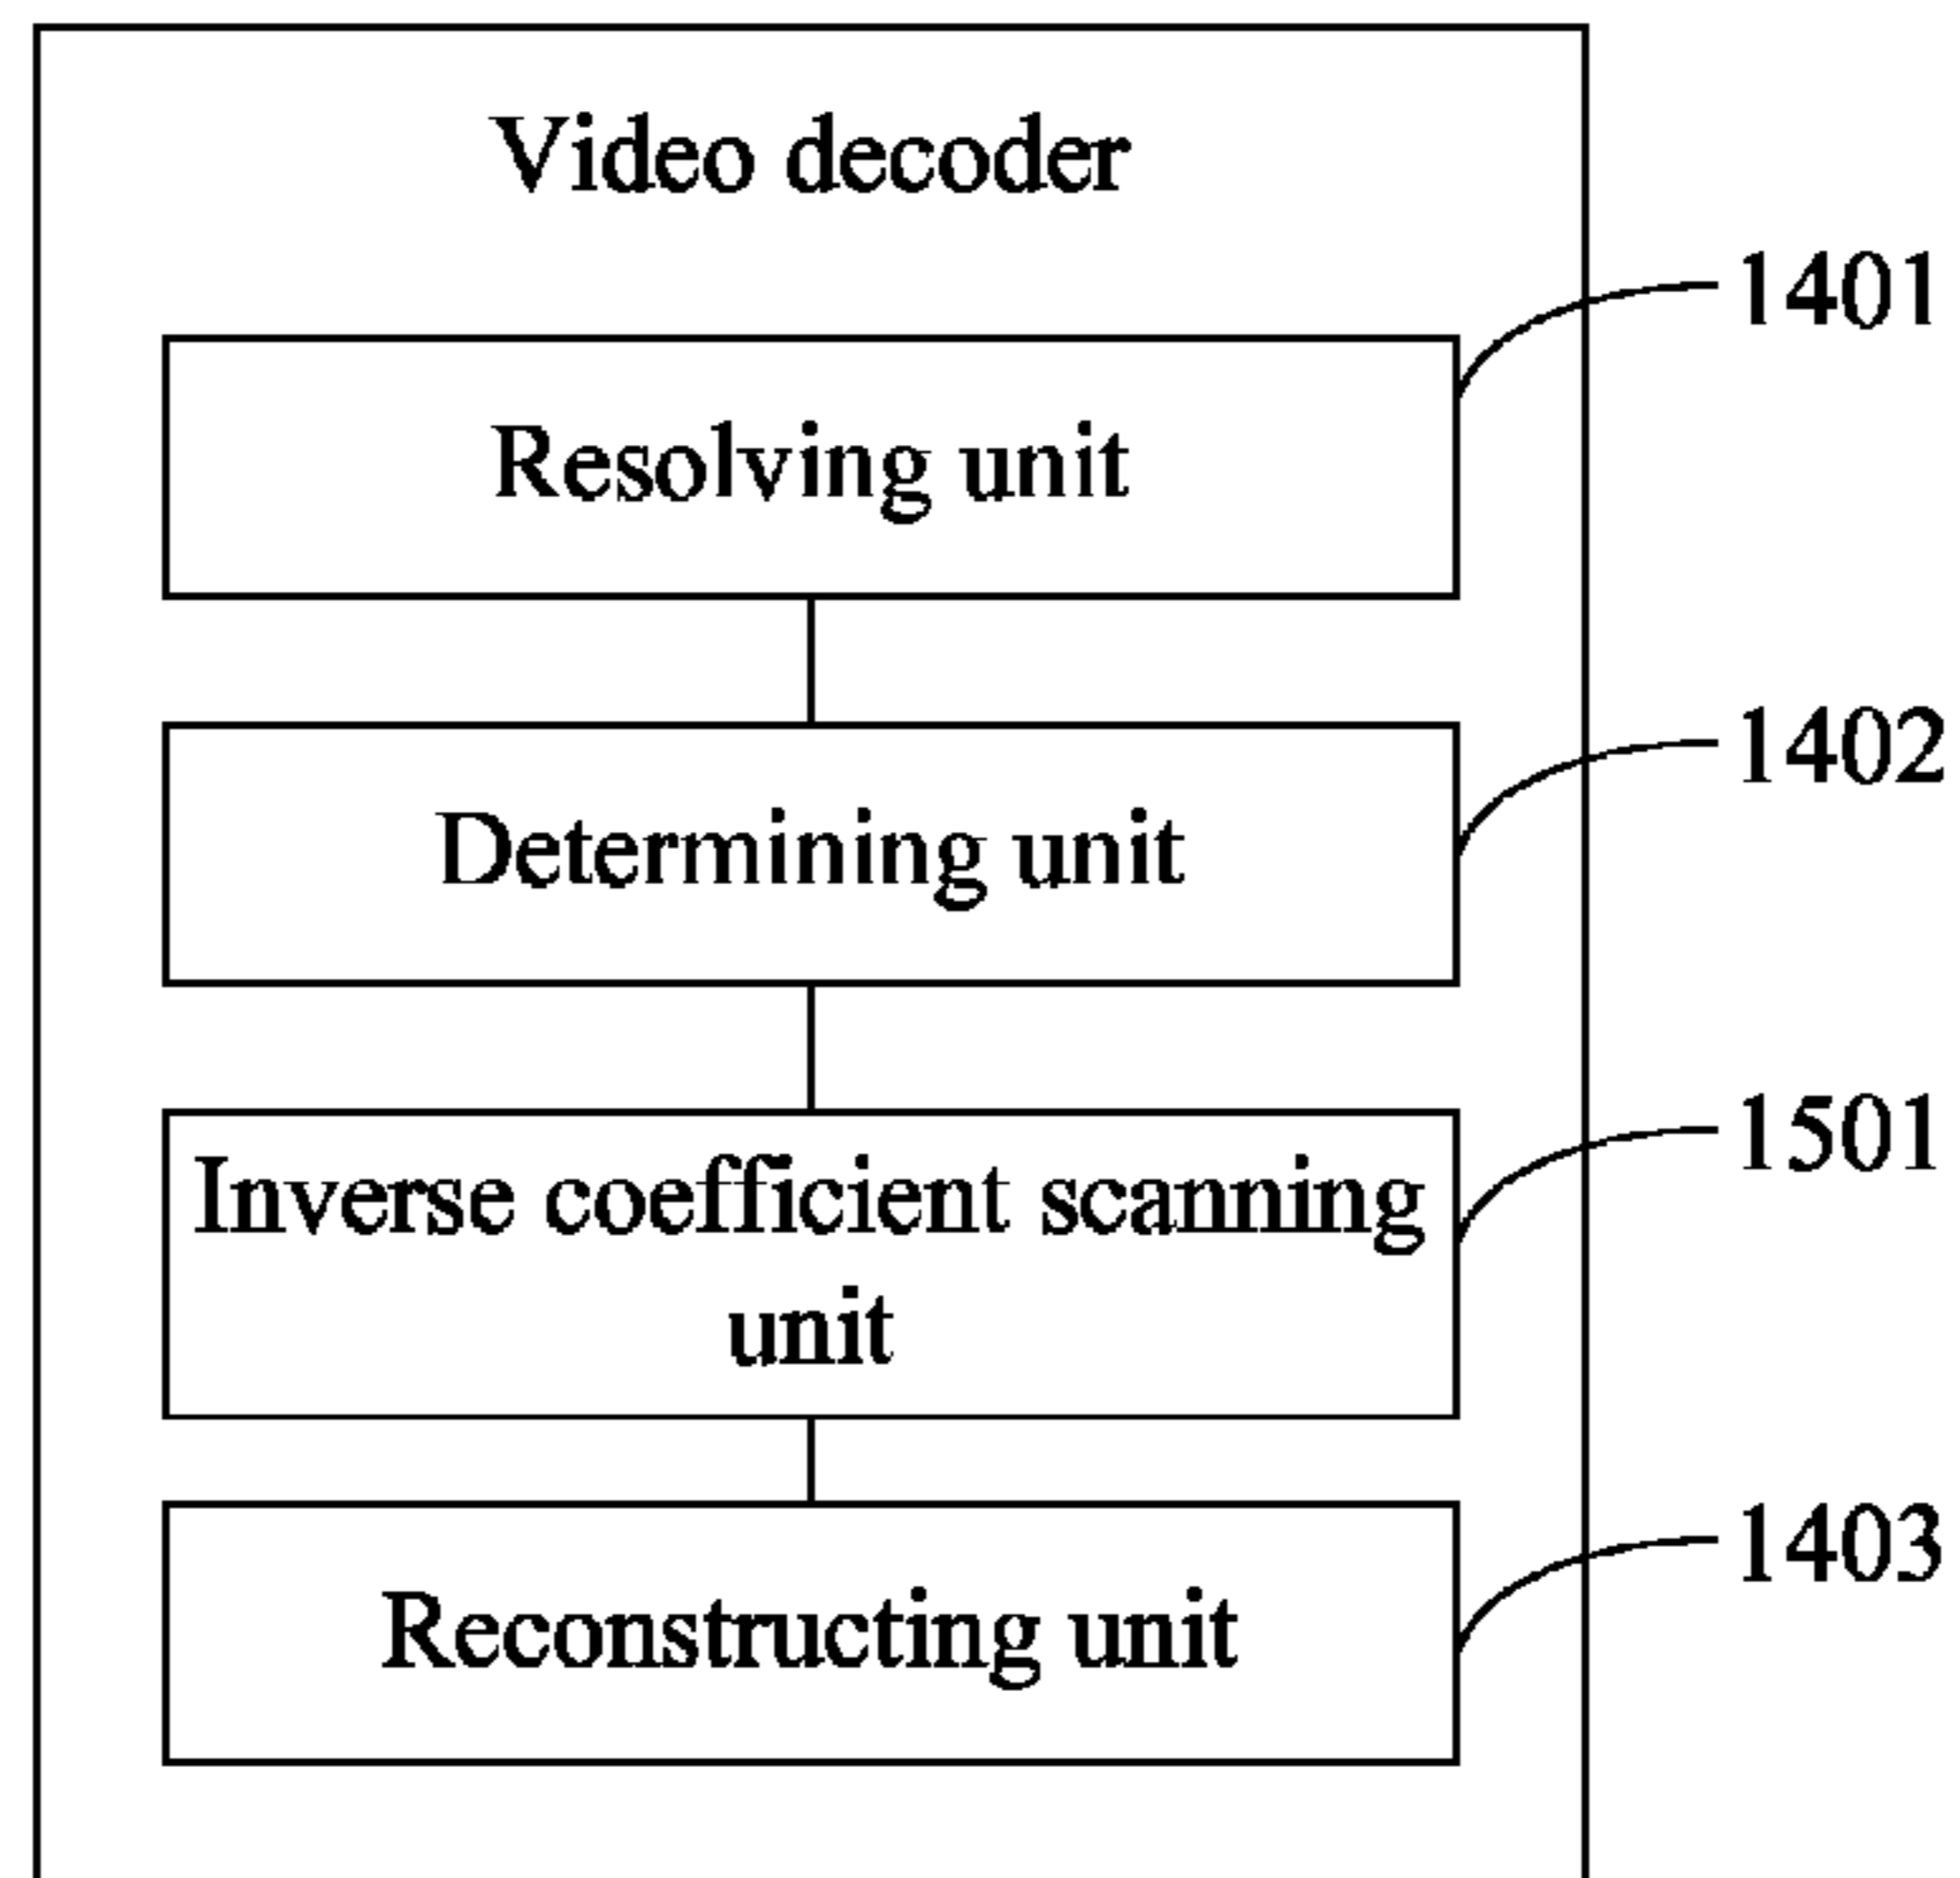 Video decoder
1401
Resolving unit
1402
Determining unit
1501
Inverse coefficient scanning
unit
1403
Reconstructing unit